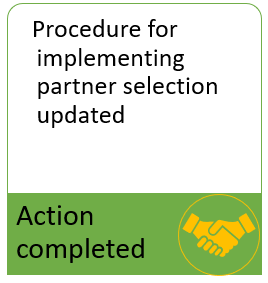 Procedure for
implementing
partner selection
updated
Action
completed